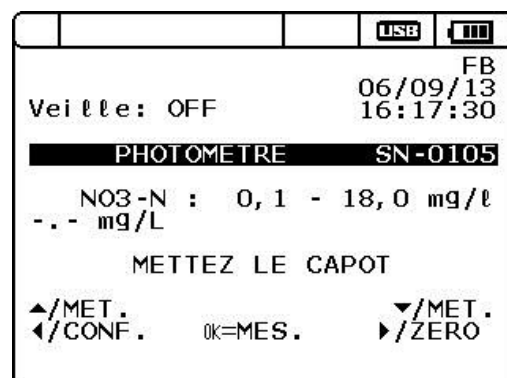 USB
FB
06/09/13
Veille: OFF 16:17:30
PHOTOMETRE SN-0105
NO3-N : 0,1 - 18,0 mg/l
-.- mg/L
METTEZ LE CAPOT
▲/MET. ▼/MET.
◀/CONF. OK=MES. ▶/ZERO